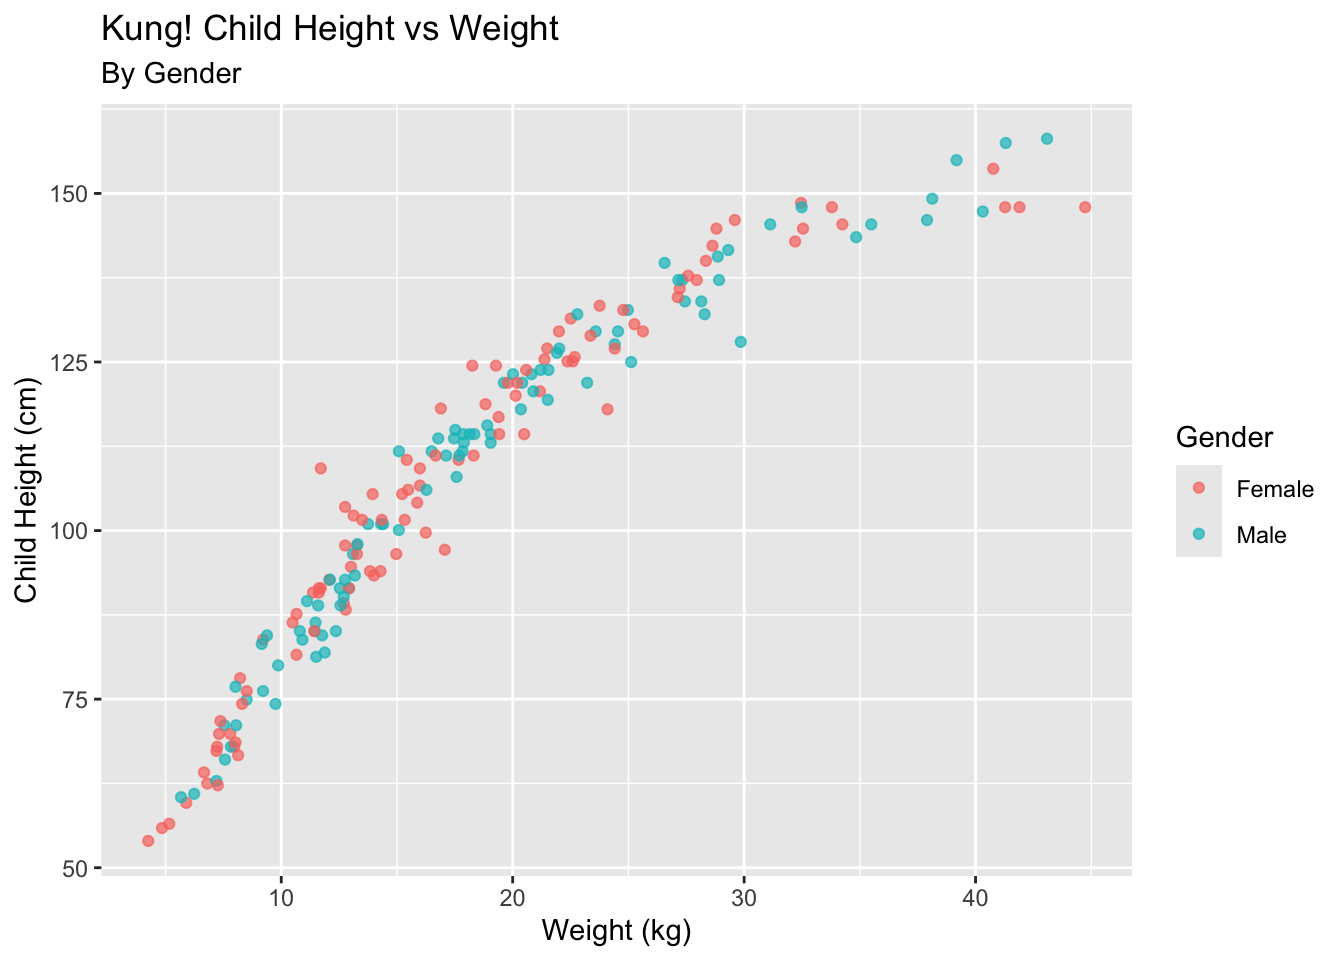 Kung! Child Height vs Weight
By Gender
Child Height (cm)
150
125
100
75
50
10 20 30 40
Weight (kg)
Gender
Female
Male